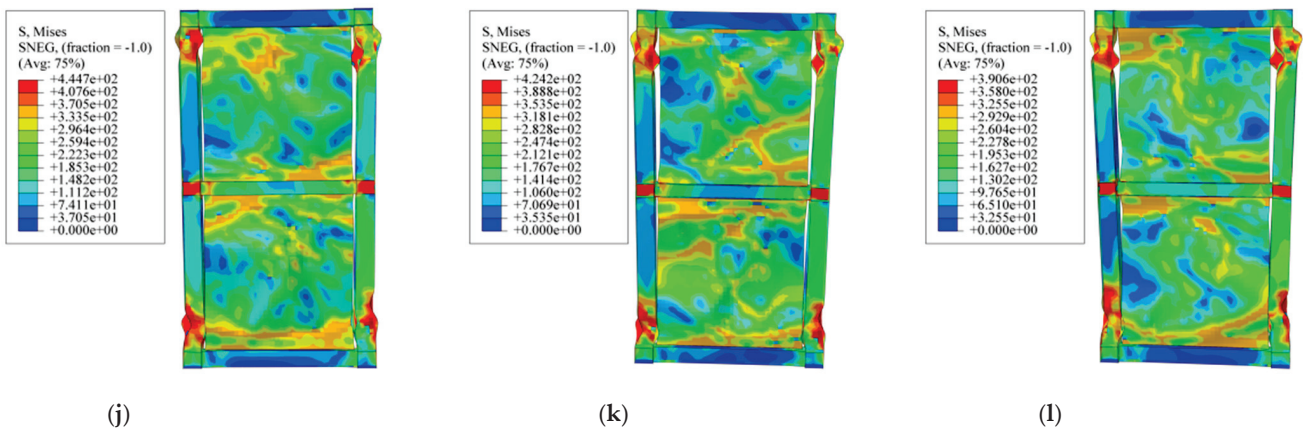 S, Mises
SNEG, (fraction = -1.0)
(Avg: 75%)
+4.447e+02
+4.076e+02
+3.705e+02
+3.335e+02
+2.964e+02
+2.594e+02
+2.223e+02
+1.853e+02
+1.482e+02
+1.112e+02
+7.411e+01
+3.705e+01
+0.000e+00
S, Mises
SNEG, (fraction = -1.0)
(Avg: 75%)
+4.242e+02
+3.888e+02
+3.535e+02
+3.181e+02
+2.828e+02
+2.474e+02
+2.121e+02
+1.767e+02
+1.414e+02
+1.060e+02
+7.069e+01
+3.535e+01
+0.000e+00
S, Mises
SNEG, (fraction = -1.0)
(Avg: 75%)
+3.906e+02
+3.580e+02
+3.255e+02
+2.929e+02
+2.604e+02
+2.278e+02
+1.953e+02
+1.627e+02
+1.302e+02
+9.765e+01
+6.510e+01
+3.255e+01
+0.000e+00
(j)
(k)
(l)